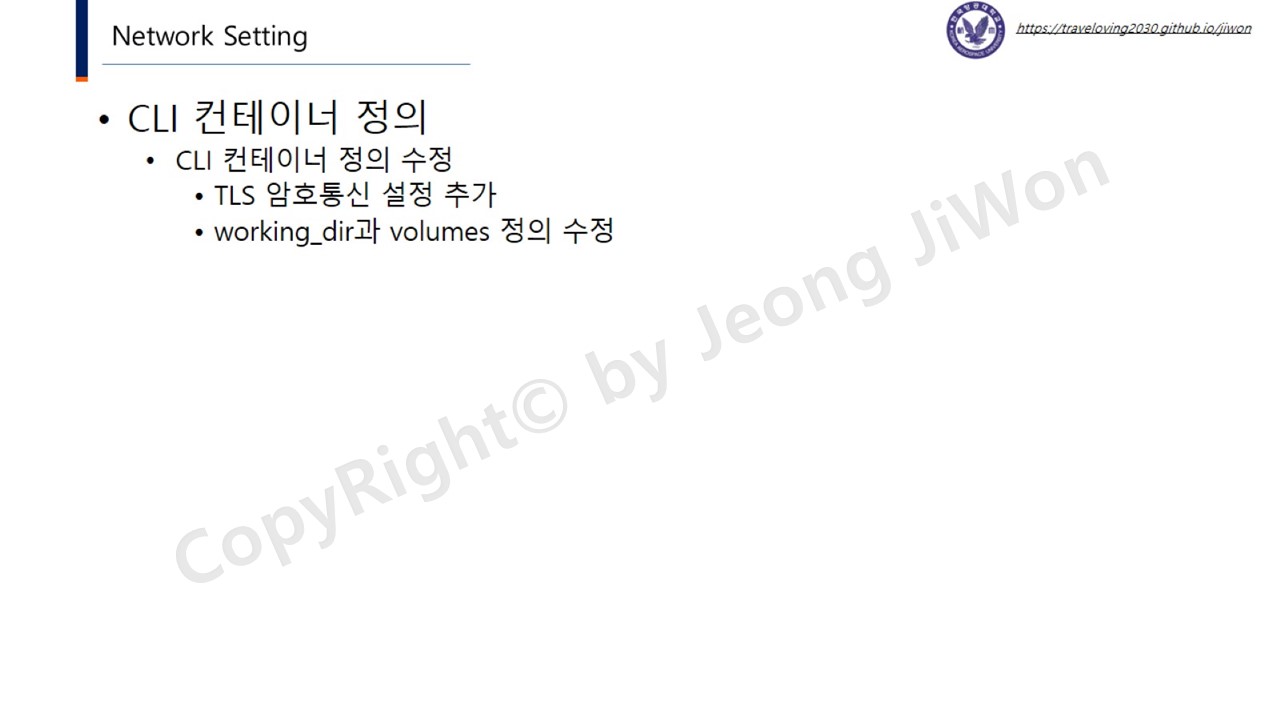 Network Setting
https://traveloving2030.github.io/jiwon
• CLI 컨테이너 정의
• CLI 컨테이너 정의 수정
• TLS 암호통신 설정 추가
• working_dir과 volumes 정의 수정
CopyRight© by Jeong JiWon